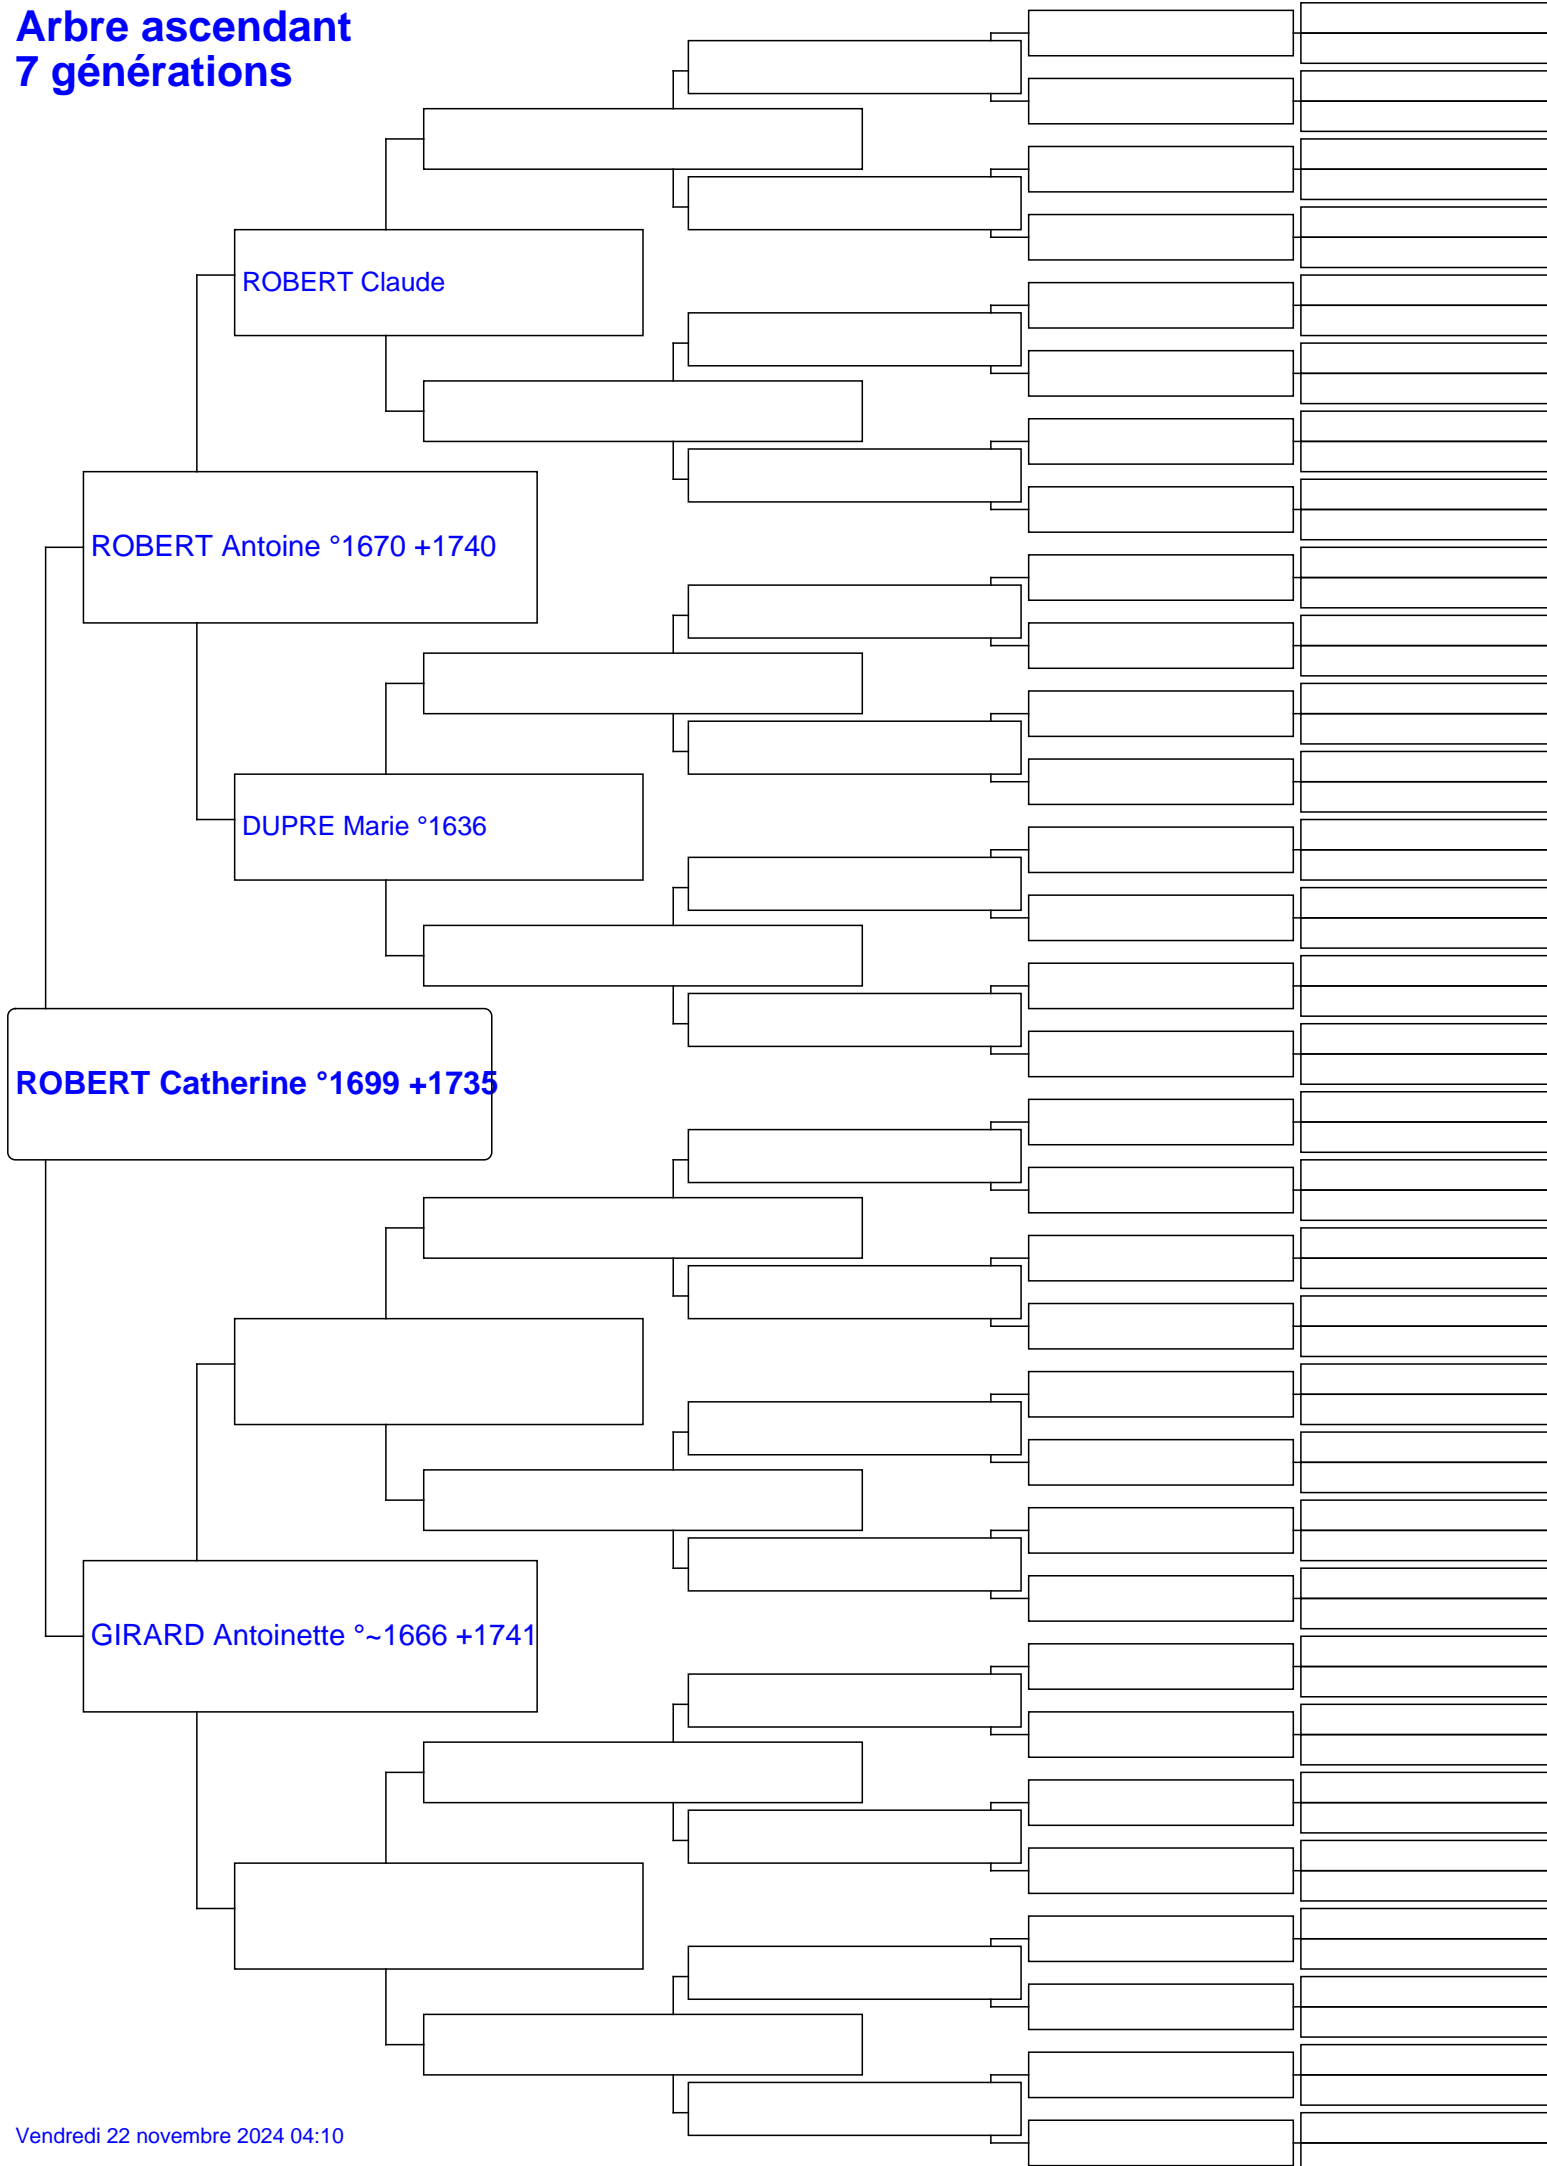 Arbre ascendant
7 générations
ROBERT Claude
ROBERT Antoine °1670 +1740
DUPRE Marie °1636
ROBERT Catherine °1699 +1735
GIRARD Antoinette °~1666 +1741
Vendredi 22 novembre 2024 04:10